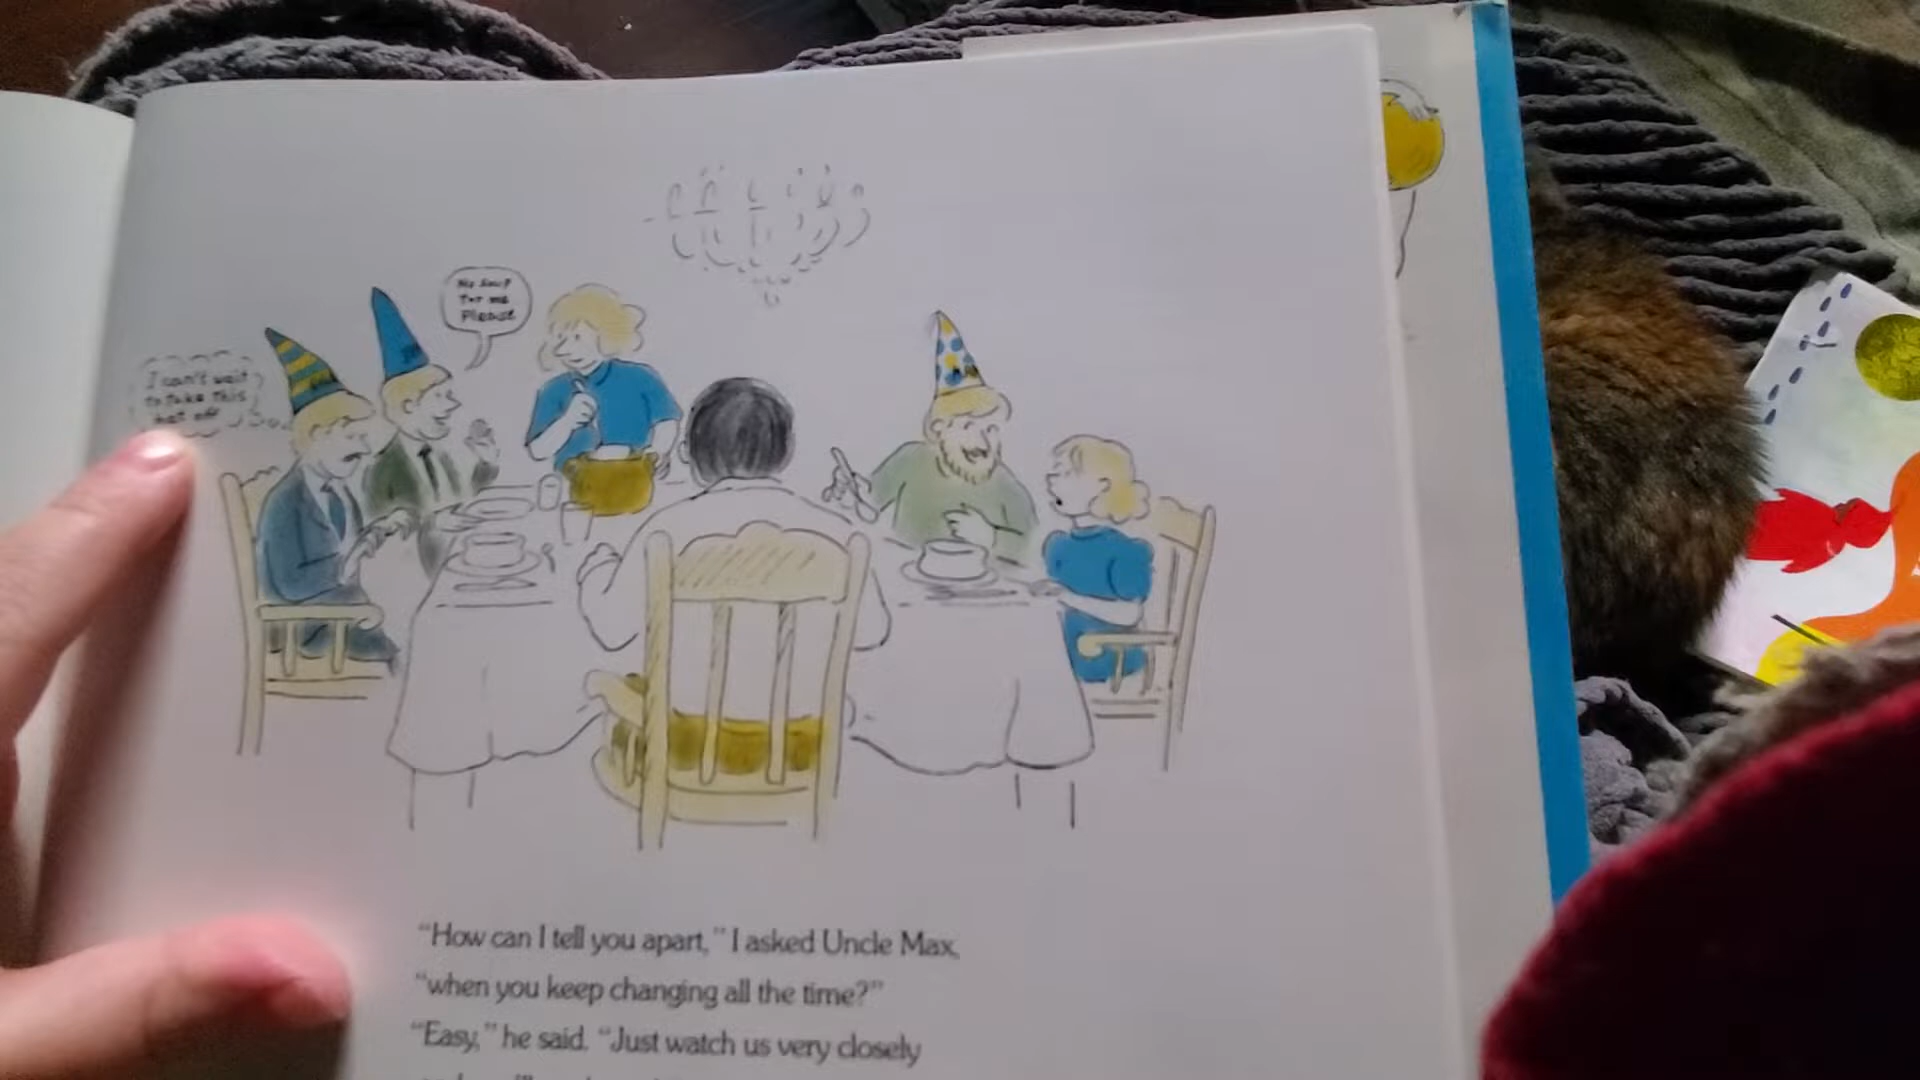 No Soup
for me
Please
I can't wait
to take this
hat off
"How can I tell you apart," I asked Uncle Max,
"when you keep changing all the time?"
"Easy," he said. "Just watch us very closely